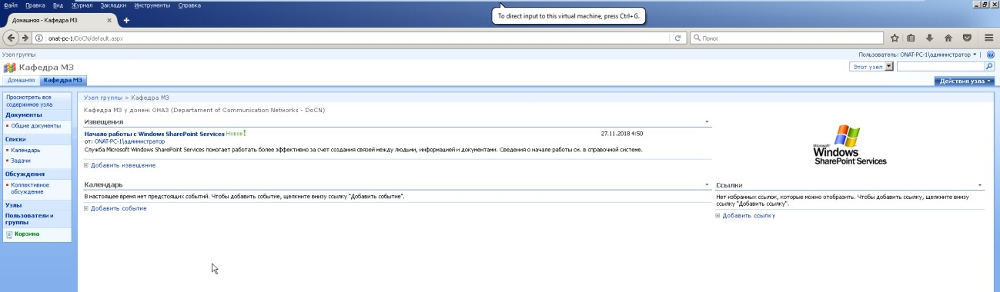 Файл Правка Вид Журнал Закладки Инструменты Справка
To direct input to this virtual machine, press Ctrl+G.
Домашняя - Кафедра МЗ
onat-pc-1/DoCN/default.aspx
Поиск
Узел группы
Пользователь: ONAT-PC-1\администратор
Кафедра МЗ
Этот узел
Домашняя Кафедра МЗ
Действия узла
Просмотреть все
содержимое узла
Документы
Общие документы
Списки
Календарь
Задачи
Обсуждения
Коллективное
обсуждение
Узлы
Пользователи и
группы
Корзина
Узел группы > Кафедра МЗ
Кафедра МЗ у домені ОНАЗ (Departament of Communication Networks - DoCN)
Извещения
Начало работы с Windows SharePoint Services Новое!
27.11.2018 4:50
от: ONAT-PC-1\администратор
Служба Microsoft Windows SharePoint Services помогает работать более эффективно за счет создания связей между людьми, информацией и документами. Сведения о начале работы см. в справочной системе.
Добавить извещение
Календарь
В настоящее время нет предстоящих событий. Чтобы добавить событие, щелкните внизу ссылку "Добавить событие".
Добавить событие
Microsoft
Windows
SharePoint Services
Ссылки
Нет избранных ссылок, которые можно отобразить. Чтобы добавить ссылку, щелкните внизу
ссылку "Добавить ссылку".
Добавить ссылку